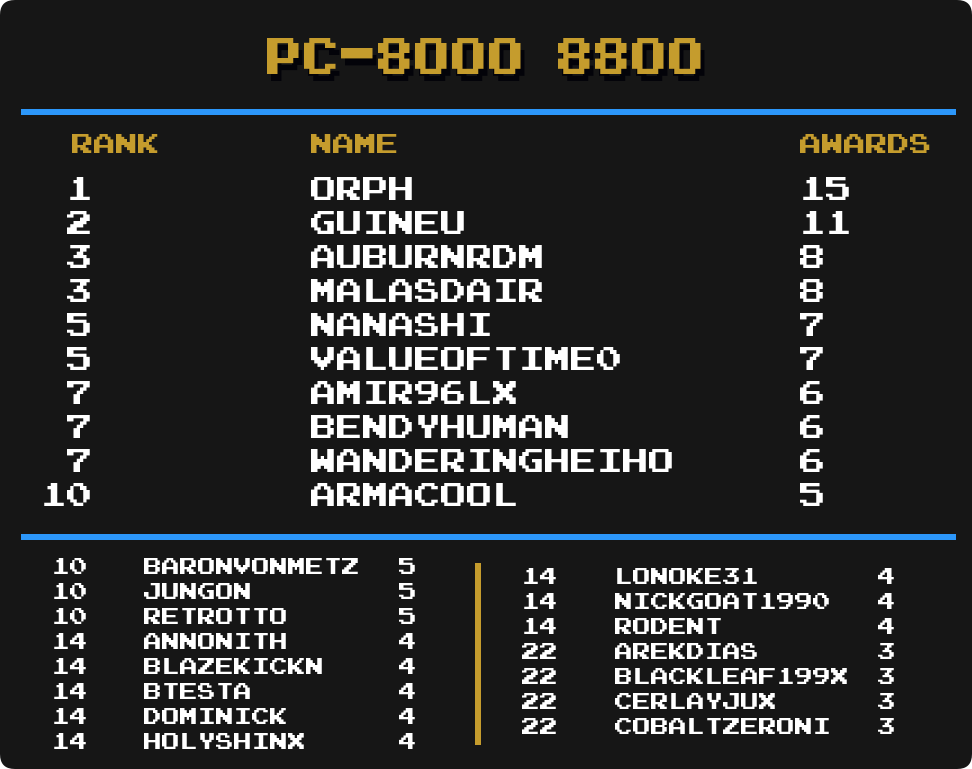 PC-8000 8800
RANK NAME AWARDS
1 ORPH 15
2 GUINEU 11
3 AUBURNRDM 8
3 MALASDAIR 8
5 NANASHI 7
5 VALUEOFTIME0 7
7 AMIR96LX 6
7 BENDYHUMAN 6
7 WANDERINGHEIHO 6
10 ARMACOOL 5
10 BARONVONMETZ 5
10 JUNGON 5
10 RETROTTO 5
14 ANNONITH 4
14 BLAZEKICKN 4
14 BTESTA 4
14 DOMINICK 4
14 HOLYSHINX 4
14 LONOKE31 4
14 NICKGOAT1990 4
14 RODENT 4
22 AREKDIAS 3
22 BLACKLEAF199X 3
22 CERLAYJUX 3
22 COBALTZERONI 3